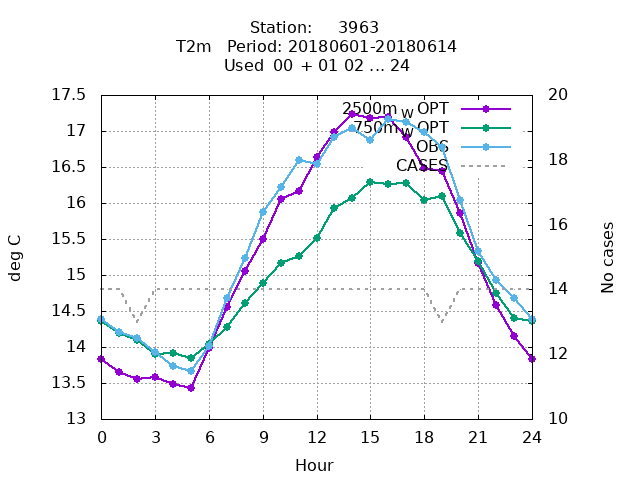 Station:     3963
T2m   Period: 20180601-20180614
Used  00 + 01 02 ... 24
17.5
17
16.5
16
15.5
15
14.5
14
13.5
13
20
18
16
14
12
10
deg C
No cases
2500m w OPT
750m w OPT
OBS
CASES
0 3 6 9 12 15 18 21 24
Hour